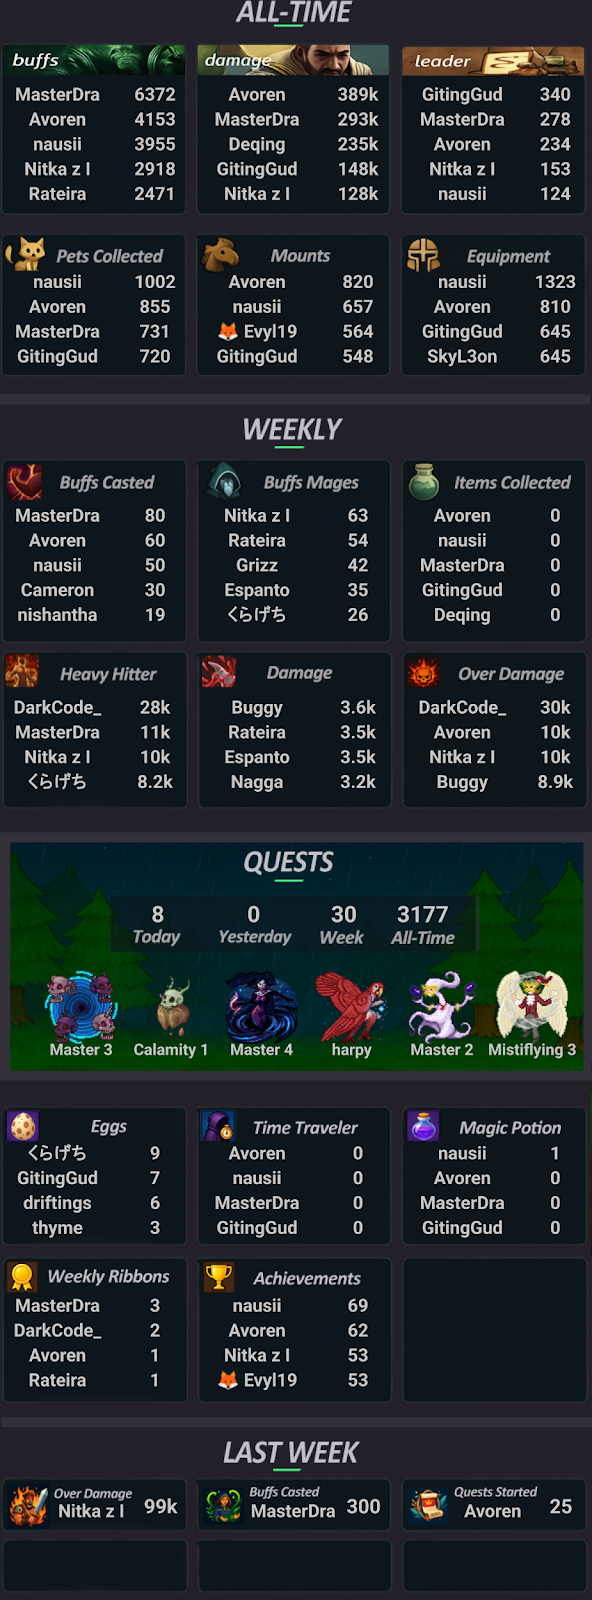 ALL-TIME
buffs
MasterDra 6372
Avoren 4153
nausii 3955
Nitka z I 2918
Rateira 2471
damage
Avoren 389k
MasterDra 293k
Deqing 235k
GitingGud 148k
Nitka z I 128k
leader
GitingGud 340
MasterDra 278
Avoren 234
Nitka z I 153
nausii 124
Pets Collected
nausii 1002
Avoren 855
MasterDra 731
GitingGud 720
Mounts
Avoren 820
nausii 657
🦊 Evyl19 564
GitingGud 548
Equipment
nausii 1323
Avoren 810
GitingGud 645
SkyL3on 645
WEEKLY
Buffs Casted
MasterDra 80
Avoren 60
nausii 50
Cameron 30
nishantha 19
Buffs Mages
Nitka z I 63
Rateira 54
Grizz 42
Espanto 35
くらげち 26
Items Collected
Avoren 0
nausii 0
MasterDra 0
GitingGud 0
Deqing 0
Heavy Hitter
DarkCode_ 28k
MasterDra 11k
Nitka z I 10k
くらげち 8.2k
Damage
Buggy 3.6k
Rateira 3.5k
Espanto 3.5k
Nagga 3.2k
Over Damage
DarkCode_ 30k
Avoren 10k
Nitka z I 10k
Buggy 8.9k
QUESTS
8 0 30 3177
Today Yesterday Week All-Time
Master 3 Calamity 1 Master 4 harpy Master 2 Mistiflying 3
Eggs
くらげち 9
GitingGud 7
driftings 6
thyme 3
Time Traveler
Avoren 0
nausii 0
MasterDra 0
GitingGud 0
Magic Potion
nausii 1
Avoren 0
MasterDra 0
GitingGud 0
Weekly Ribbons
MasterDra 3
DarkCode_ 2
Avoren 1
Rateira 1
Achievements
nausii 69
Avoren 62
Nitka z I 53
🦊 Evyl19 53
LAST WEEK
Over Damage
Nitka z I 99k
Buffs Casted
MasterDra 300
Quests Started
Avoren 25